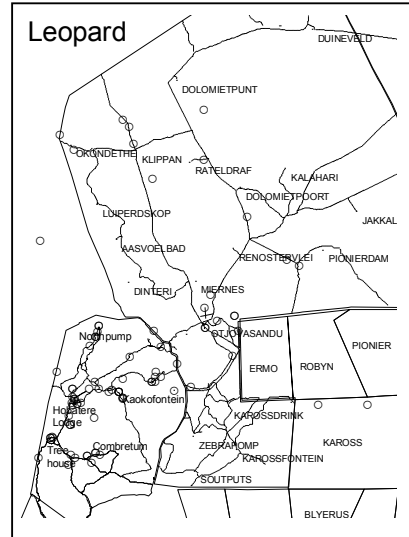 Leopard
DUINEVELD
DOLOMIETPUNT
OKONDETHE
KLIPPAN
RATELDRAF
KALAHARI
DOLOMIETPOORT
LUIPERDSKOP
JAKKAL
AASVOELBAD
RENOSTERVLEI
PIONIERDAM
DINTERI
MIERNES
Northpump
OTJOVASANDU
PIONIER
ERMO
ROBYN
Kaokofontein
Hobatere
Lodge
KAROSSDRINK
Combretum
ZEBRAPOMP
KAROSS
Tree
house
KAROSSFONTEIN
SOUTPUTS
BLYERUS